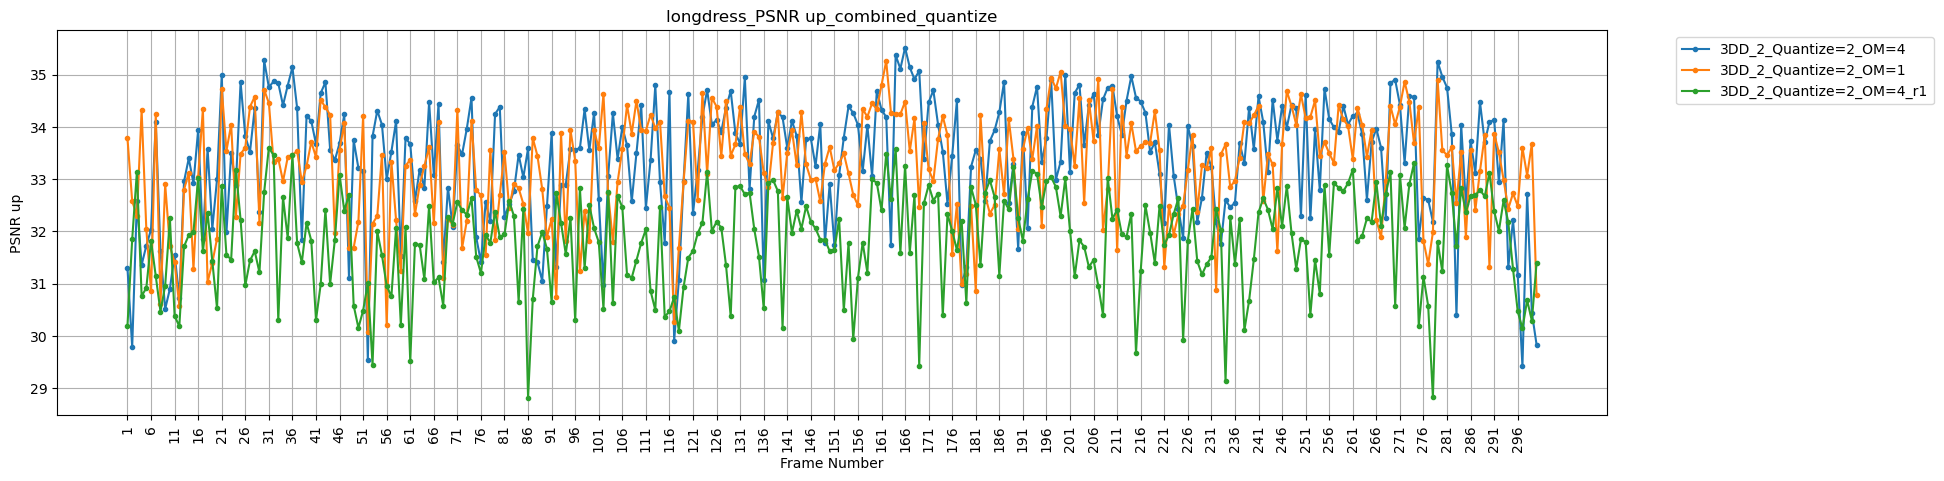 longdress_PSNR up_combined_quantize
3DD_2_Quantize=2_OM=4
3DD_2_Quantize=2_OM=1
3DD_2_Quantize=2_OM=4_r1
PSNR up
35
34
33
32
31
30
29
1 6 11 16 21 26 31 36 41 46 51 56 61 66 71 76 81 86 91 96 101 106 111 116 121 126 131 136 141 146 151 156 161 166 171 176 181 186 191 196 201 206 211 216 221 226 231 236 241 246 251 256 261 266 271 276 281 286 291 296
Frame Number